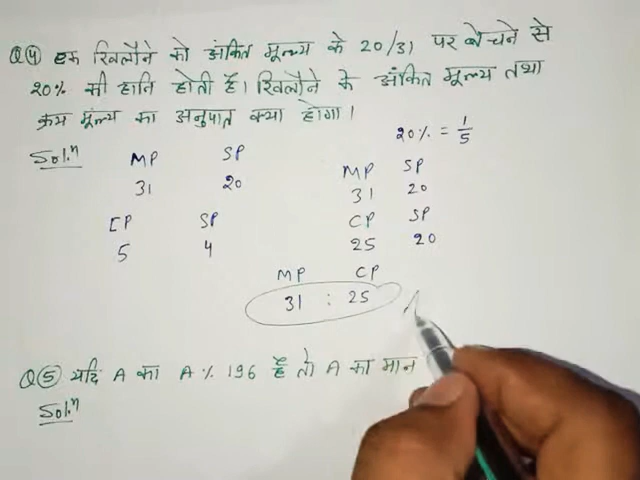 Q④ एक खिलौने को अंकित मूल्य के 20/31 पर बेचने से
20% की हानि होती है। खिलौने के अंकित मूल्य तथा
क्रय मूल्य का अनुपात क्या होगा।
20% = 1/5
Sol.ⁿ MP SP
31 20
CP SP
5 4
MP SP
31 20
CP SP
25 20
MP CP
31 : 25
Q⑤ यदि A का A% 196 है तो A का मान
Sol.ⁿ